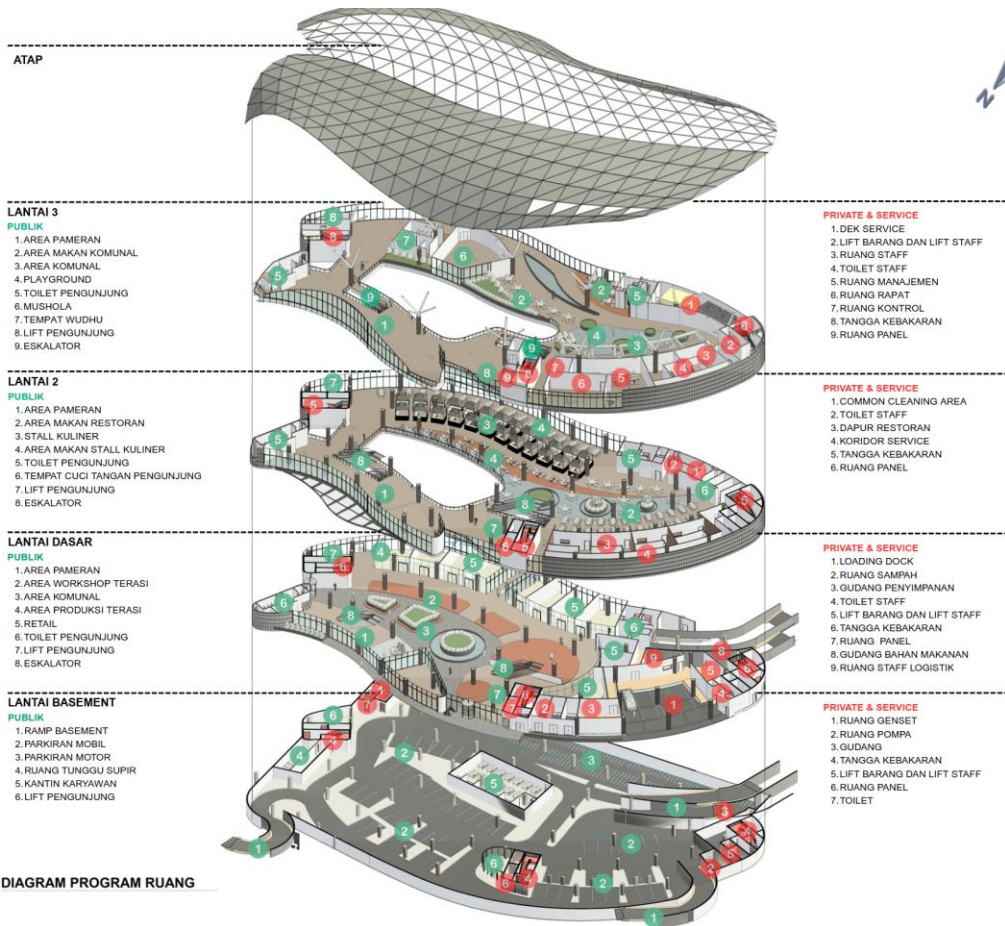 ATAP
N
LANTAI 3
PUBLIK
1. AREA PAMERAN
2. AREA MAKAN KOMUNAL
3. AREA KOMUNAL
4. PLAYGROUND
5. TOILET PENGUNJUNG
6. MUSHOLA
7. TEMPAT WUDHU
8. LIFT PENGUNJUNG
9. ESKALATOR
PRIVATE & SERVICE
1. DEK SERVICE
2. LIFT BARANG DAN LIFT STAFF
3. RUANG STAFF
4. TOILET STAFF
5. RUANG MANAJEMEN
6. RUANG RAPAT
7. RUANG KONTROL
8. TANGGA KEBAKARAN
9. RUANG PANEL
LANTAI 2
PUBLIK
1. AREA PAMERAN
2. AREA MAKAN RESTORAN
3. STALL KULINER
4. AREA MAKAN STALL KULINER
5. TOILET PENGUNJUNG
6. TEMPAT CUCI TANGAN PENGUNJUNG
7. LIFT PENGUNJUNG
8. ESKALATOR
PRIVATE & SERVICE
1. COMMON CLEANING AREA
2. TOILET STAFF
3. DAPUR RESTORAN
4. KORIDOR SERVICE
5. TANGGA KEBAKARAN
6. RUANG PANEL
LANTAI DASAR
PUBLIK
1. AREA PAMERAN
2. AREA WORKSHOP TERASI
3. AREA KOMUNAL
4. AREA PRODUKSI TERASI
5. RETAIL
6. TOILET PENGUNJUNG
7. LIFT PENGUNJUNG
8. ESKALATOR
PRIVATE & SERVICE
1. LOADING DOCK
2. RUANG SAMPAH
3. GUDANG PENYIMPANAN
4. TOILET STAFF
5. LIFT BARANG DAN LIFT STAFF
6. TANGGA KEBAKARAN
7. RUANG PANEL
8. GUDANG BAHAN MAKANAN
9. RUANG STAFF LOGISTIK
LANTAI BASEMENT
PUBLIK
1. RAMP BASEMENT
2. PARKIRAN MOBIL
3. PARKIRAN MOTOR
4. RUANG TUNGGU SUPIR
5. KANTIN KARYAWAN
6. LIFT PENGUNJUNG
PRIVATE & SERVICE
1. RUANG GENSET
2. RUANG POMPA
3. GUDANG
4. TANGGA KEBAKARAN
5. LIFT BARANG DAN LIFT STAFF
6. RUANG PANEL
7. TOILET
DIAGRAM PROGRAM RUANG